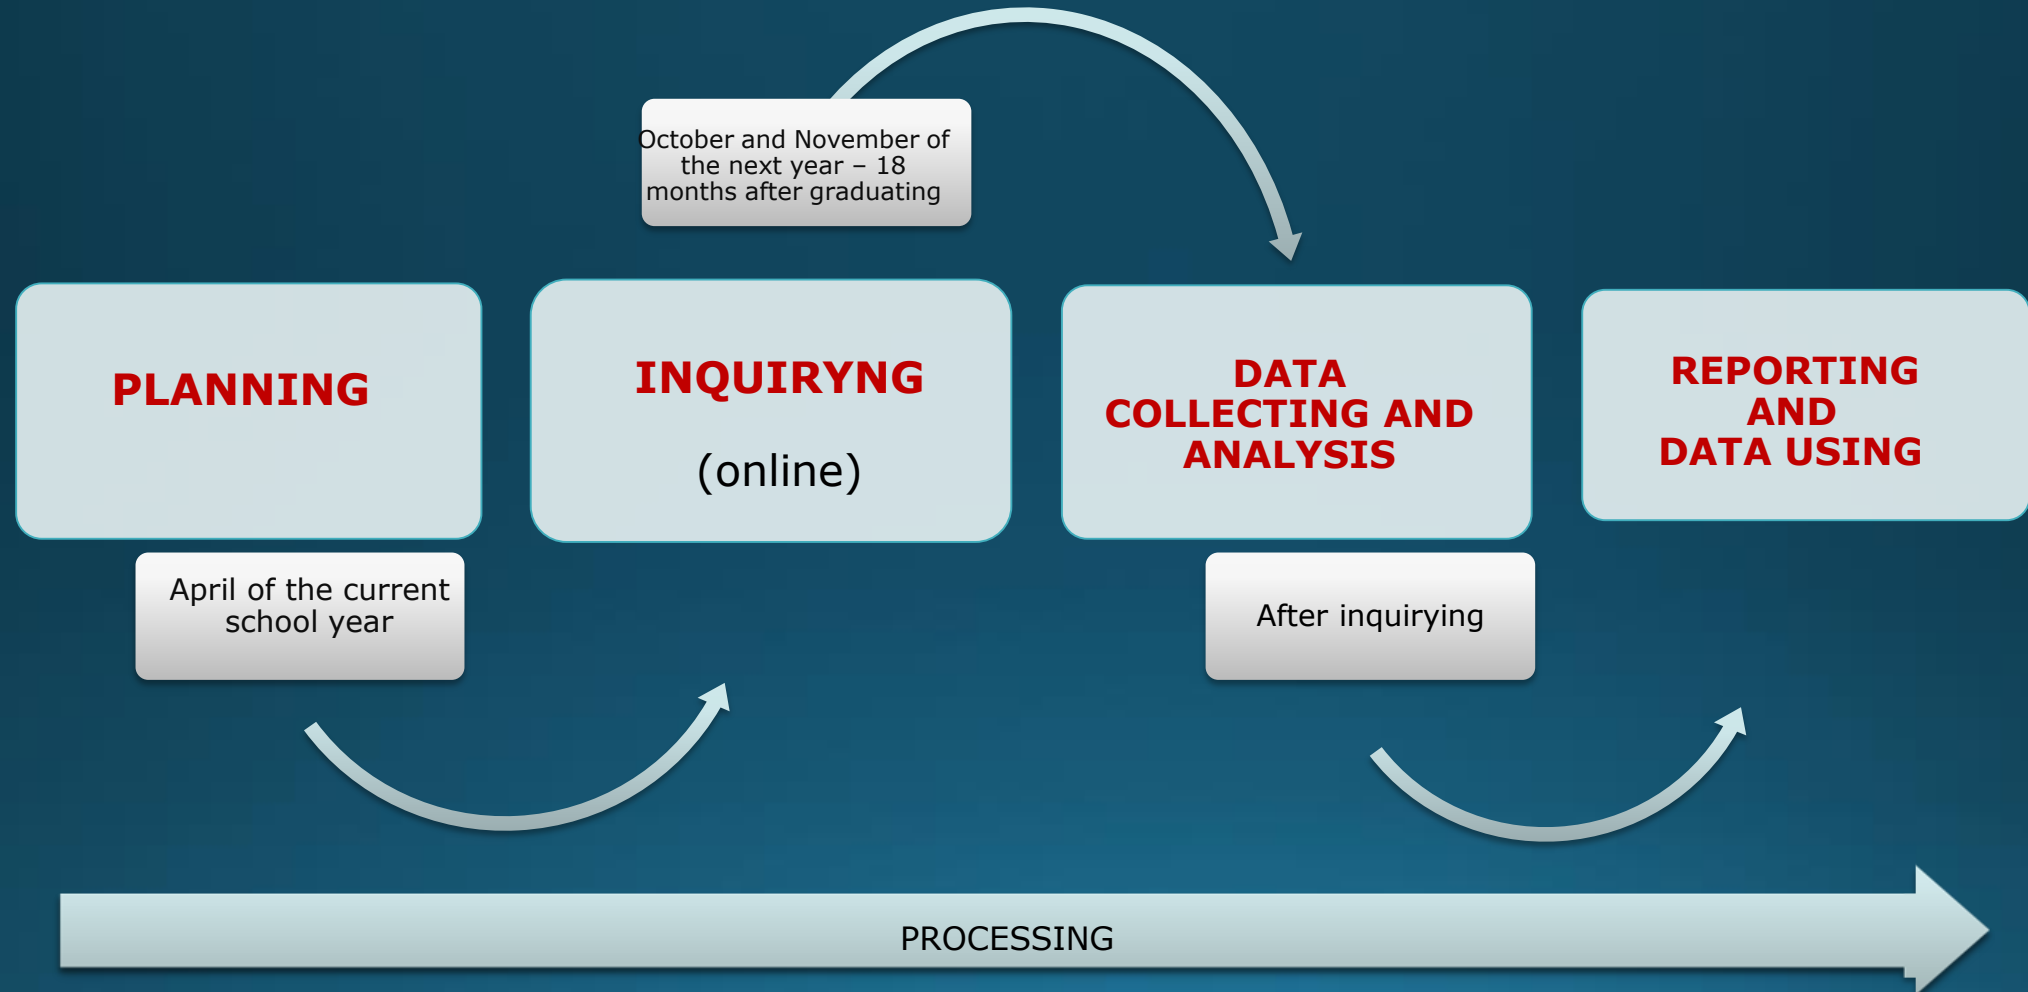 October and November of
the next year – 18
months after graduating
PLANNING
INQUIRYNG
(online)
DATA
COLLECTING AND
ANALYSIS
REPORTING
AND
DATA USING
April of the current
school year
After inquirying
PROCESSING